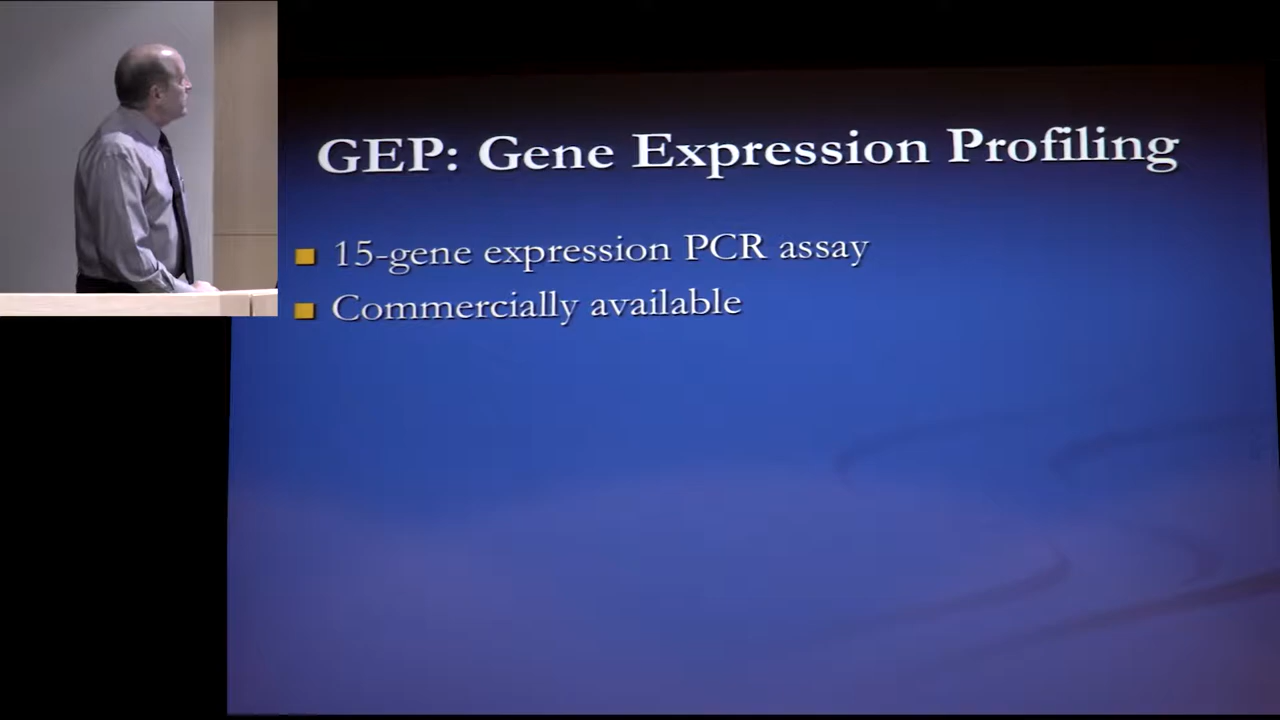 GEP: Gene Expression Profiling
15-gene expression PCR assay
Commercially available